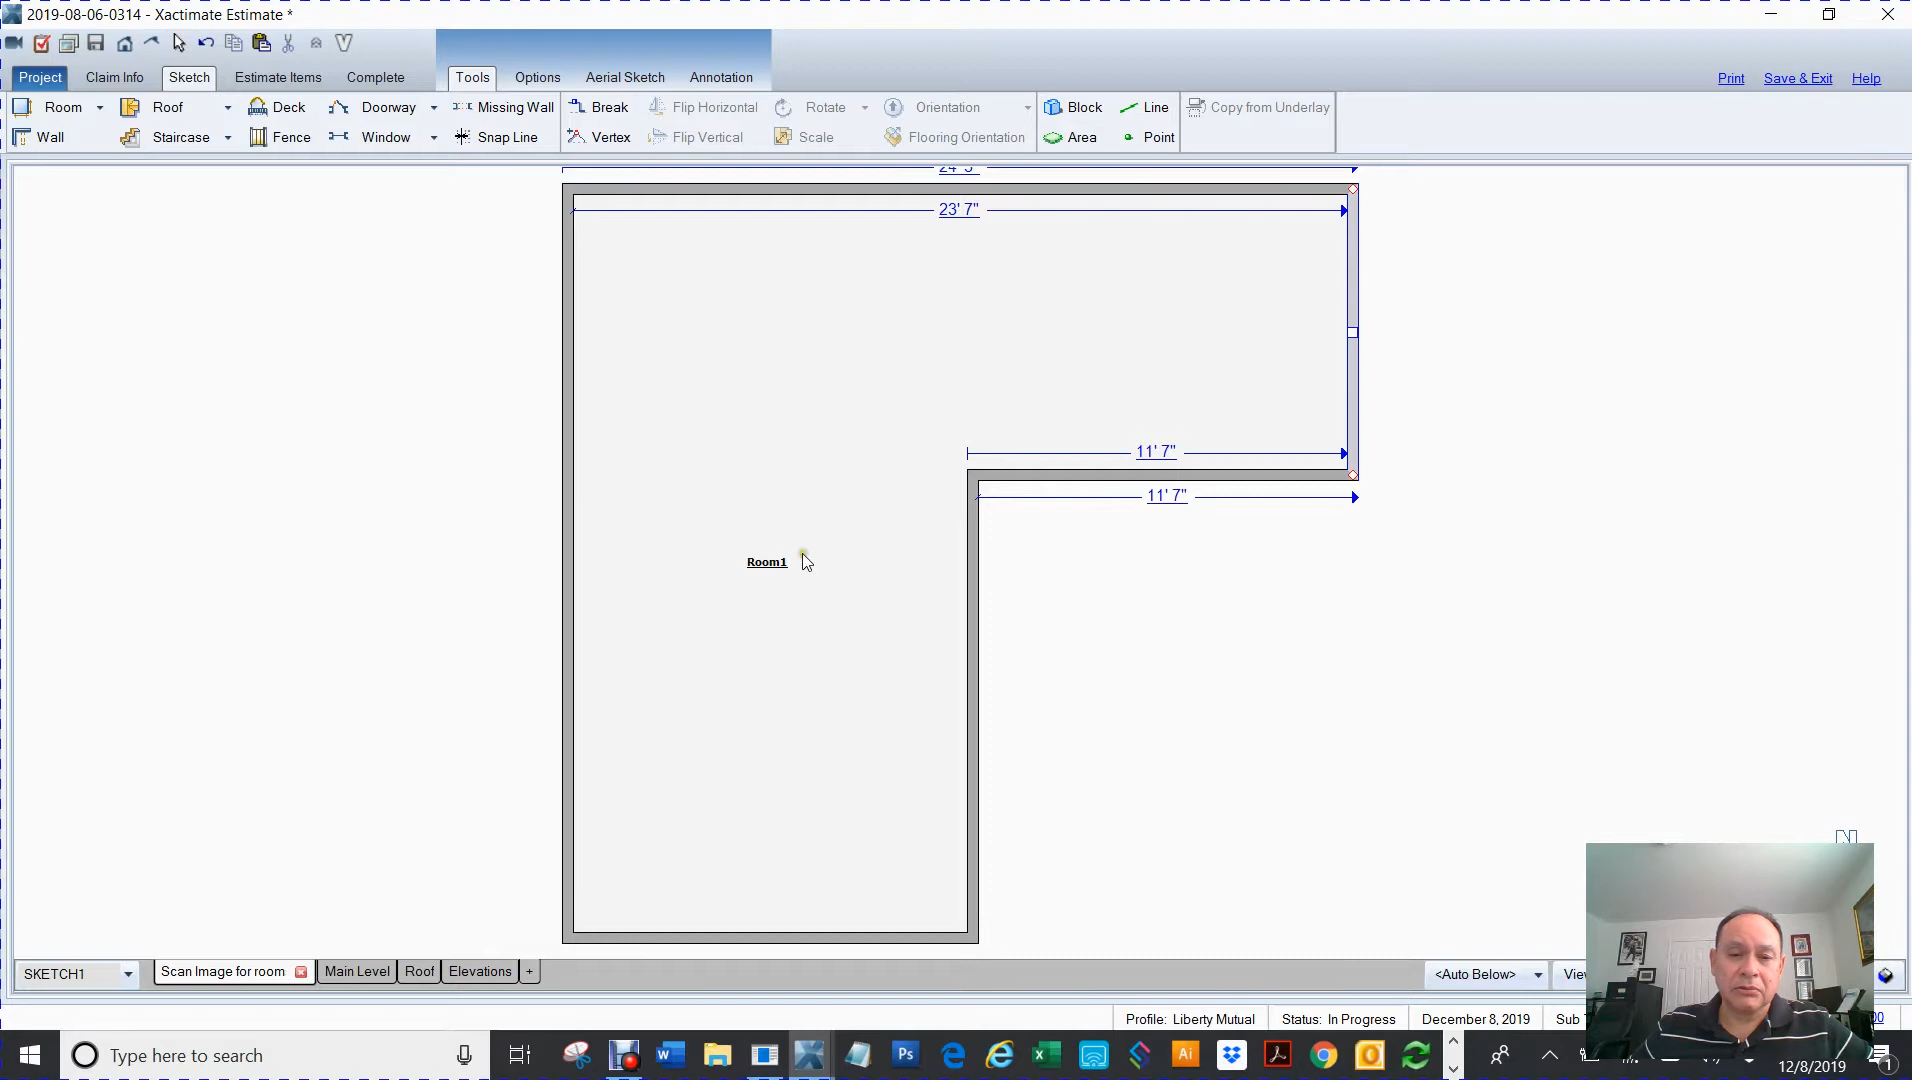 2019-08-06-0314 - Xactimate Estimate *
Project Claim Info Sketch Estimate Items Complete Tools Options Aerial Sketch Annotation Print Save & Exit Help
Room Roof Deck Doorway Missing Wall Break Flip Horizontal Rotate Orientation Block Line Copy from Underlay
Wall Staircase Fence Window Snap Line Vertex Flip Vertical Scale Flooring Orientation Area Point
23' 7"
11' 7"
11' 7"
Room1
N
SKETCH1 Scan Image for room Main Level Roof Elevations + <Auto Below>
Profile: Liberty Mutual Status: In Progress December 8, 2019
Type here to search
12/8/2019
1